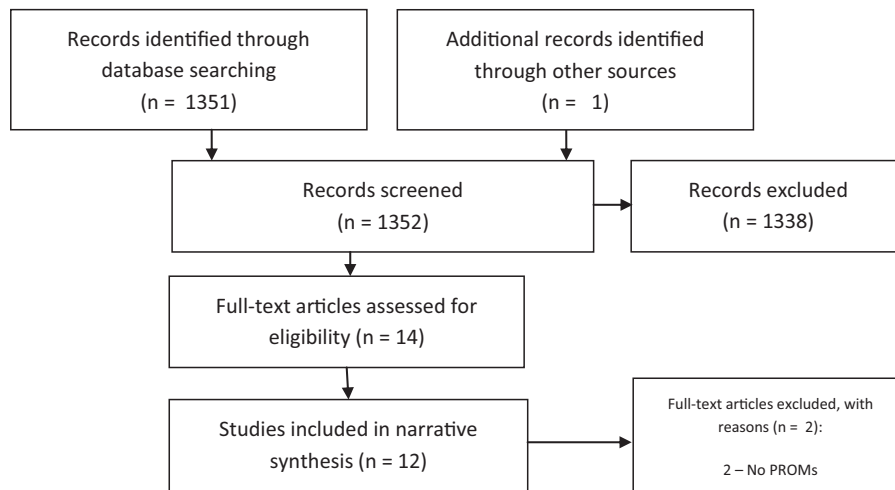 Records identified through
database searching
(n = 1351)
Additional records identified
through other sources
(n = 1)
Records screened
(n = 1352)
Records excluded
(n = 1338)
Full-text articles assessed for
eligibility (n = 14)
Studies included in narrative
synthesis (n = 12)
Full-text articles excluded, with
reasons (n = 2):
2 – No PROMs